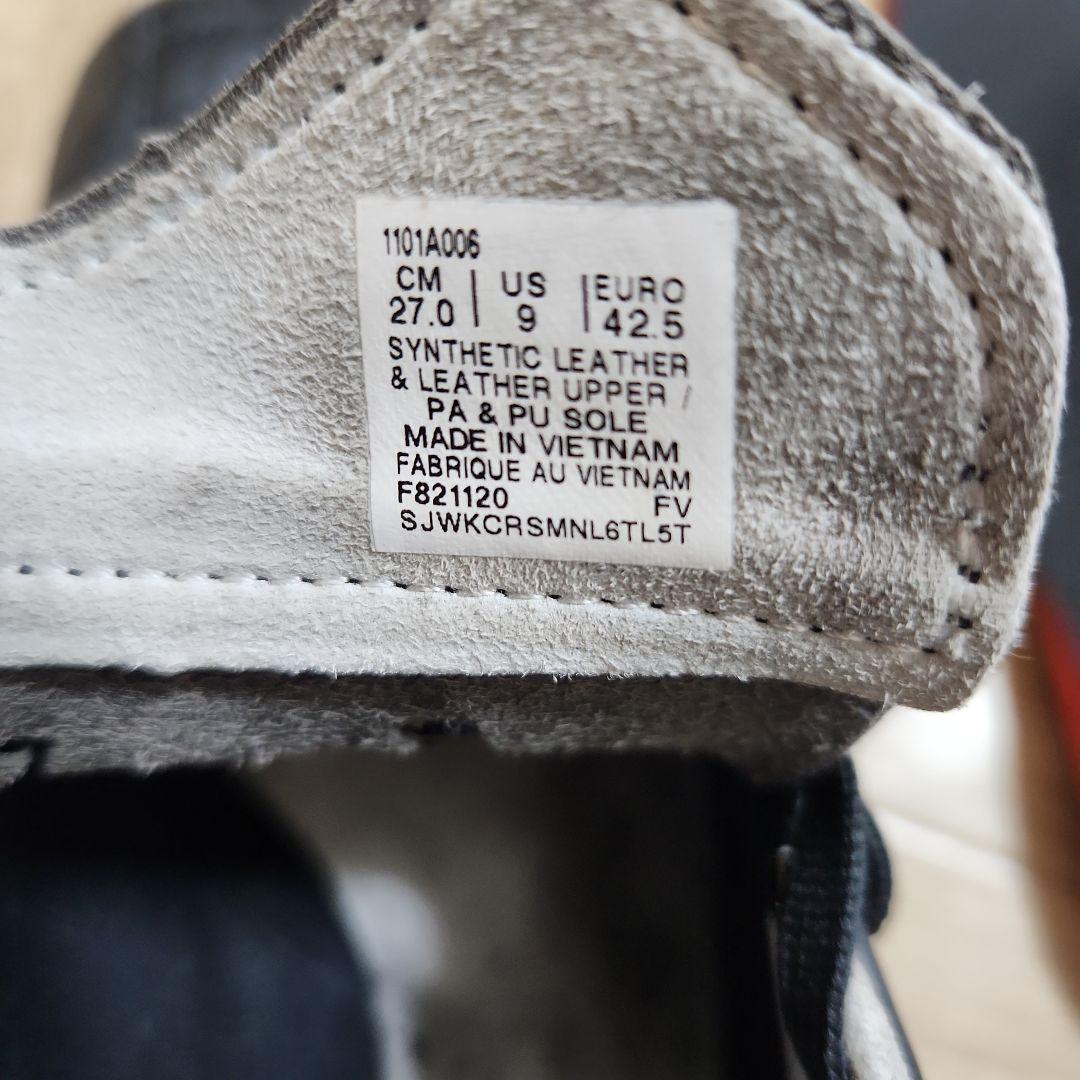 1101A006
CM | US | EURO
27.0 | 9 | 42.5
SYNTHETIC LEATHER
& LEATHER UPPER /
PA & PU SOLE
MADE IN VIETNAM
FABRIQUE AU VIETNAM
F821120 FV
SJWKCRSMNL6TL5T